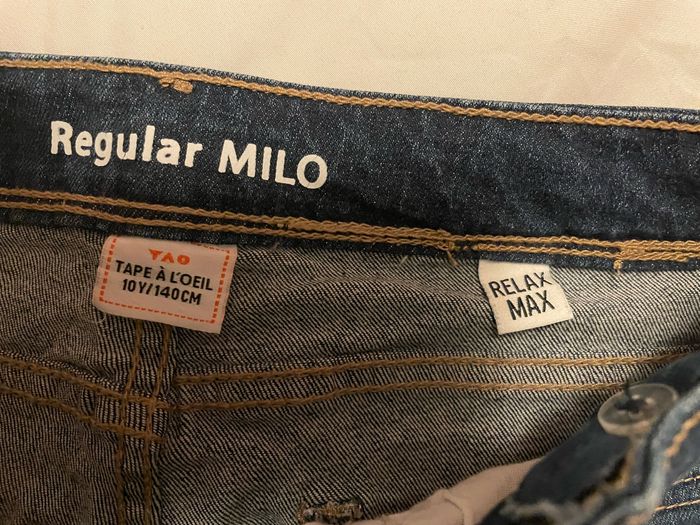 Regular MILO
TAO
TAPE À L'OEIL
10Y/140CM
RELAX
MAX